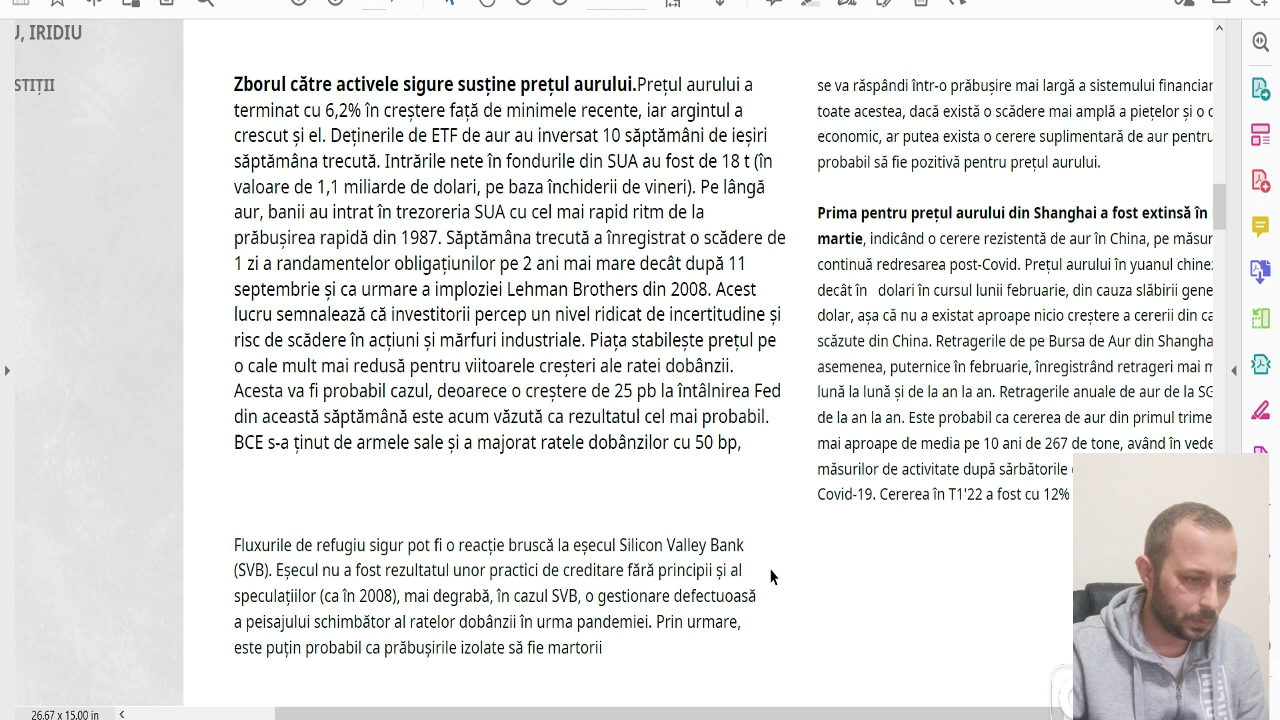 J, IRIDIU
STIȚII
Zborul către activele sigure susține prețul aurului.Prețul aurului a
terminat cu 6,2% în creștere față de minimele recente, iar argintul a
crescut și el. Deținerile de ETF de aur au inversat 10 săptămâni de ieșiri
săptămâna trecută. Intrările nete în fondurile din SUA au fost de 18 t (în
valoare de 1,1 miliarde de dolari, pe baza închiderii de vineri). Pe lângă
aur, banii au intrat în trezoreria SUA cu cel mai rapid ritm de la
prăbușirea rapidă din 1987. Săptămâna trecută a înregistrat o scădere de
1 zi a randamentelor obligațiunilor pe 2 ani mai mare decât după 11
septembrie și ca urmare a imploziei Lehman Brothers din 2008. Acest
lucru semnalează că investitorii percep un nivel ridicat de incertitudine și
risc de scădere în acțiuni și mărfuri industriale. Piața stabilește prețul pe
o cale mult mai redusă pentru viitoarele creșteri ale ratei dobânzii.
Acesta va fi probabil cazul, deoarece o creștere de 25 pb la întâlnirea Fed
din această săptămână este acum văzută ca rezultatul cel mai probabil.
BCE s-a ținut de armele sale și a majorat ratele dobânzilor cu 50 bp,
Fluxurile de refugiu sigur pot fi o reacție bruscă la eșecul Silicon Valley Bank
(SVB). Eșecul nu a fost rezultatul unor practici de creditare fără principii și al
speculațiilor (ca în 2008), mai degrabă, în cazul SVB, o gestionare defectuoasă
a peisajului schimbător al ratelor dobânzii în urma pandemiei. Prin urmare,
este puțin probabil ca prăbușirile izolate să fie martorii
se va răspândi într-o prăbușire mai largă a sistemului financiar
toate acestea, dacă există o scădere mai amplă a piețelor și o
economic, ar putea exista o cerere suplimentară de aur pentru
probabil să fie pozitivă pentru prețul aurului.
Prima pentru prețul aurului din Shanghai a fost extinsă în
martie, indicând o cerere rezistentă de aur în China, pe măsur
continuă redresarea post-Covid. Prețul aurului în yuanul chinez
decât în dolari în cursul lunii februarie, din cauza slăbirii gene
dolar, așa că nu a existat aproape nicio creștere a cererii din ca
scăzute din China. Retragerile de pe Bursa de Aur din Shangha
asemenea, puternice în februarie, înregistrând retrageri mai m
lună la lună și de la an la an. Retragerile anuale de aur de la SG
de la an la an. Este probabil ca cererea de aur din primul trime
mai aproape de media pe 10 ani de 267 de tone, având în vede
măsurilor de activitate după sărbătorile
Covid-19. Cererea în T1'22 a fost cu 12%
26.67 x 15.00 in